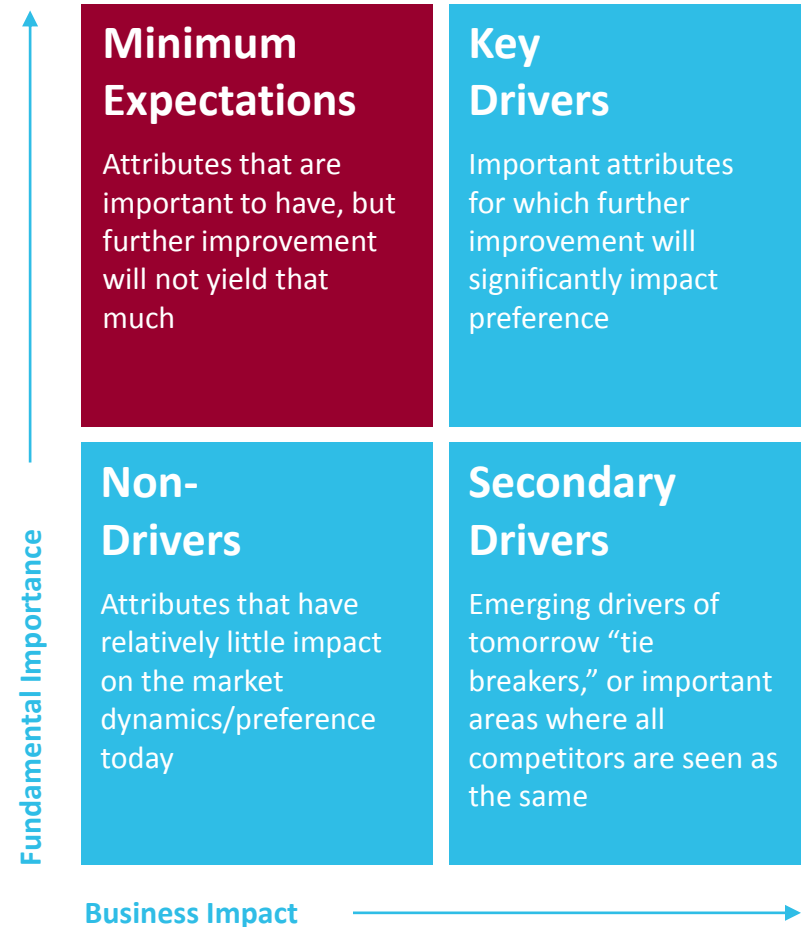 Minimum
Expectations
Attributes that are
important to have, but
further improvement
will not yield that
much
Key
Drivers
Important attributes
for which further
improvement will
significantly impact
preference
Non-
Drivers
Attributes that have
relatively little impact
on the market
dynamics/preference
today
Secondary
Drivers
Emerging drivers of
tomorrow “tie
breakers,” or important
areas where all
competitors are seen as
the same
Fundamental Importance
Business Impact